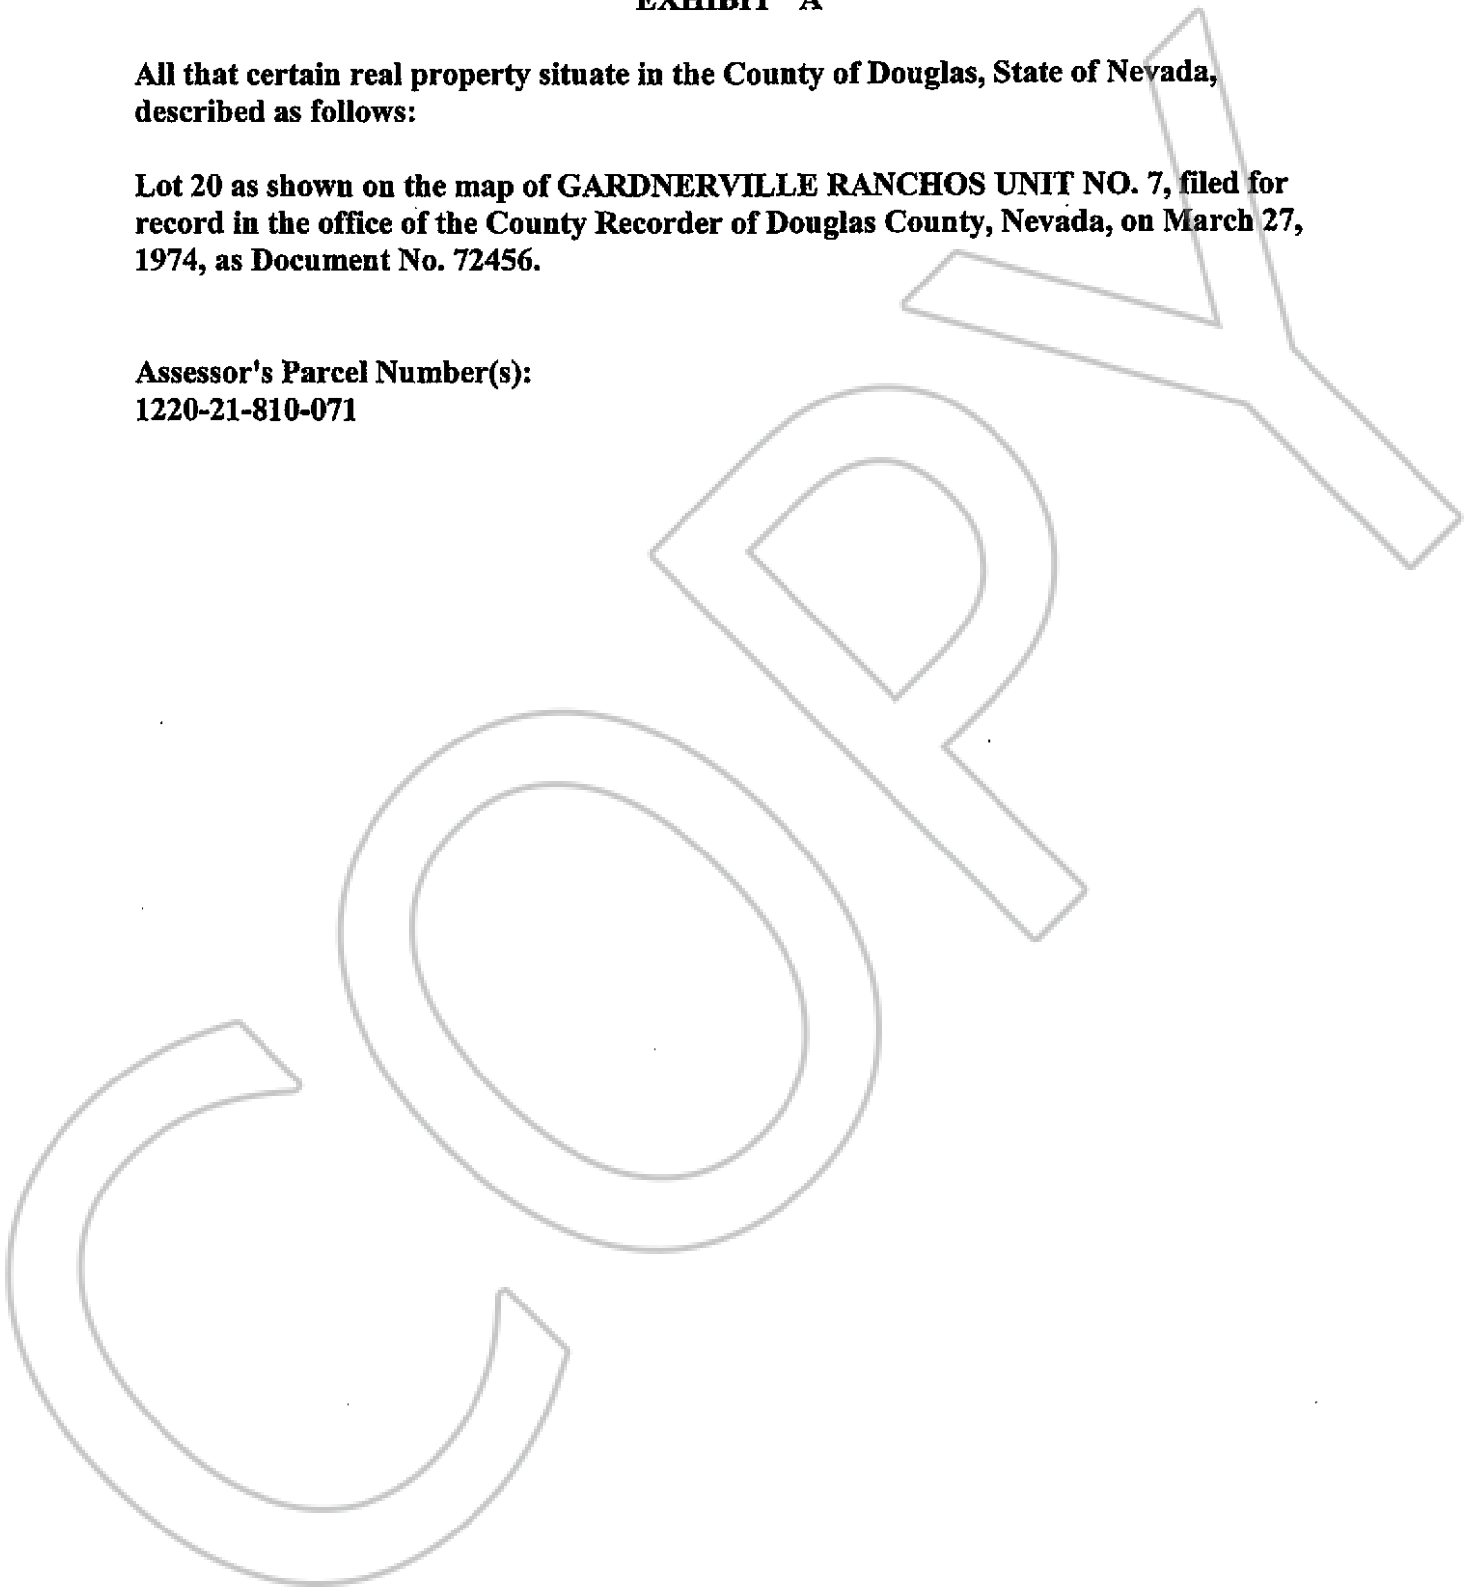 EXHIBIT "A"
All that certain real property situate in the County of Douglas, State of Nevada,
described as follows:
Lot 20 as shown on the map of GARDNERVILLE RANCHOS UNIT NO. 7, filed for
record in the office of the County Recorder of Douglas County, Nevada, on March 27,
1974, as Document No. 72456.
Assessor's Parcel Number(s):
1220-21-810-071
COPY